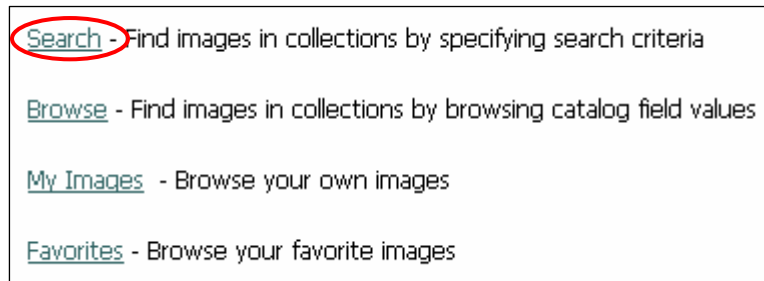 Search - Find images in collections by specifying search criteria
Browse - Find images in collections by browsing catalog field values
My Images - Browse your own images
Favorites - Browse your favorite images